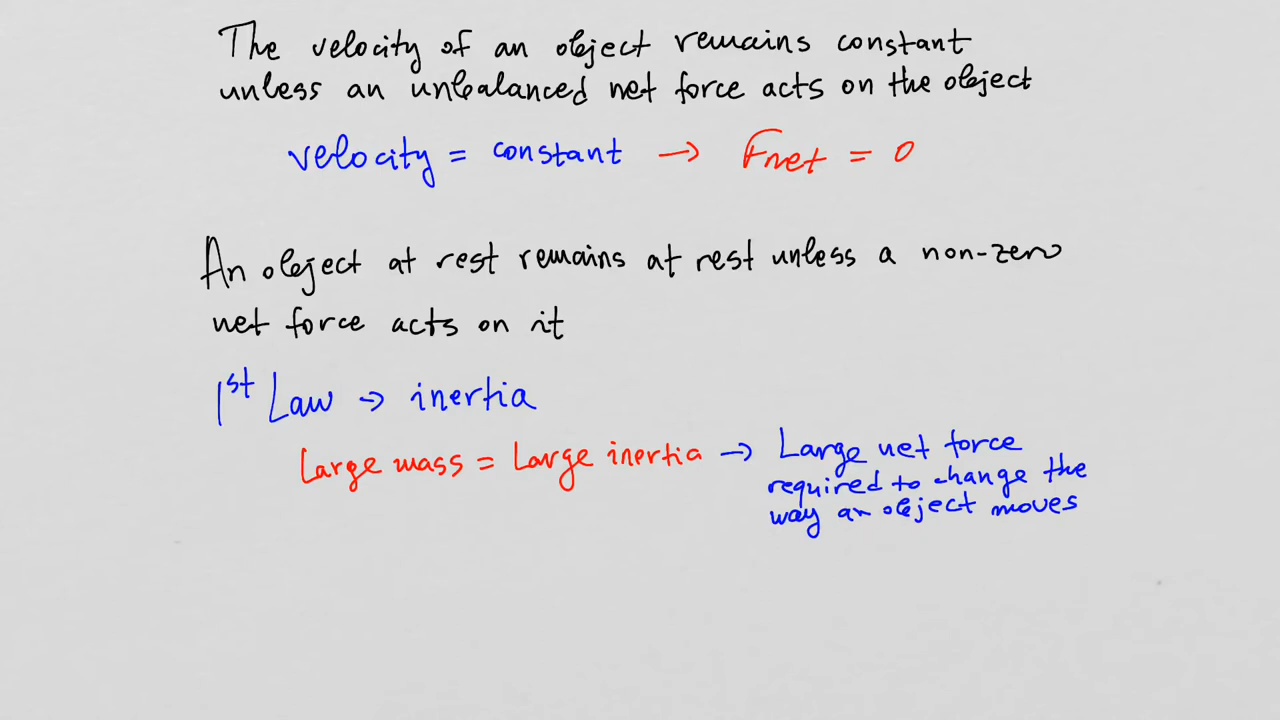 The velocity of an object remains constant
unless an unbalanced net force acts on the object
velocity = constant → Fnet = 0
An object at rest remains at rest unless a non-zero
net force acts on it
1st Law → inertia
Large mass = Large inertia → Large net force
required to change the
way an object moves